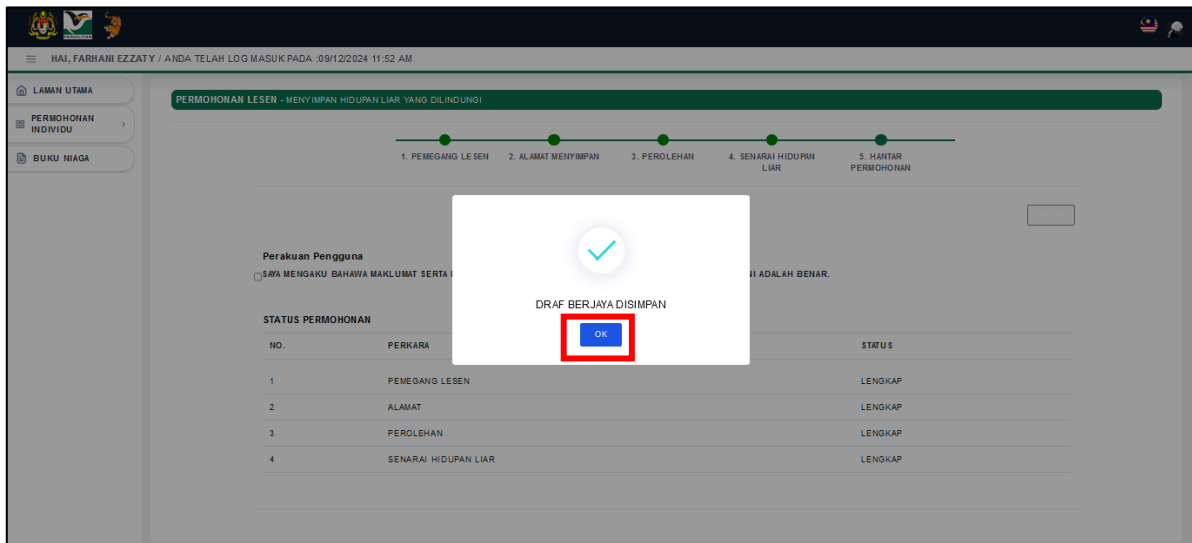 HAI, FARHANI EZZATY / ANDA TELAH LOG MASUK PADA :09/12/2024 11:52 AM
LAMAN UTAMA
PERMOHONAN
INDIVIDU
BUKU NIAGA
PERMOHONAN LESEN - MENYIMPAN HIDUPAN LIAR YANG DILINDUNGI
1. PEMEGANG LESEN 2. ALAMAT MENYIMPAN 3. PEROLEHAN 4. SENARAI HIDUPAN LIAR 5. HANTAR PERMOHONAN
Perakuan Pengguna
SAYA MENGAKU BAHAWA MAKLUMAT SERTA NI ADALAH BENAR.
DRAF BERJAYA DISIMPAN
OK
STATUS PERMOHONAN
NO. PERKARA STATUS
1 PEMEGANG LESEN LENGKAP
2 ALAMAT LENGKAP
3 PEROLEHAN LENGKAP
4 SENARAI HIDUPAN LIAR LENGKAP